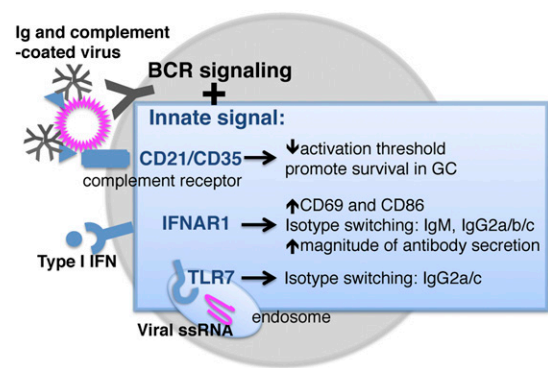 Ig and complement
-coated virus
BCR signaling
+
Innate signal:
CD21/CD35
complement receptor
activation threshold
promote survival in GC
IFNAR1
CD69 and CD86
Isotype switching: IgM, IgG2a/b/c
magnitude of antibody secretion
Type I IFN
TLR7
Isotype switching: IgG2a/c
Viral ssRNA
endosome